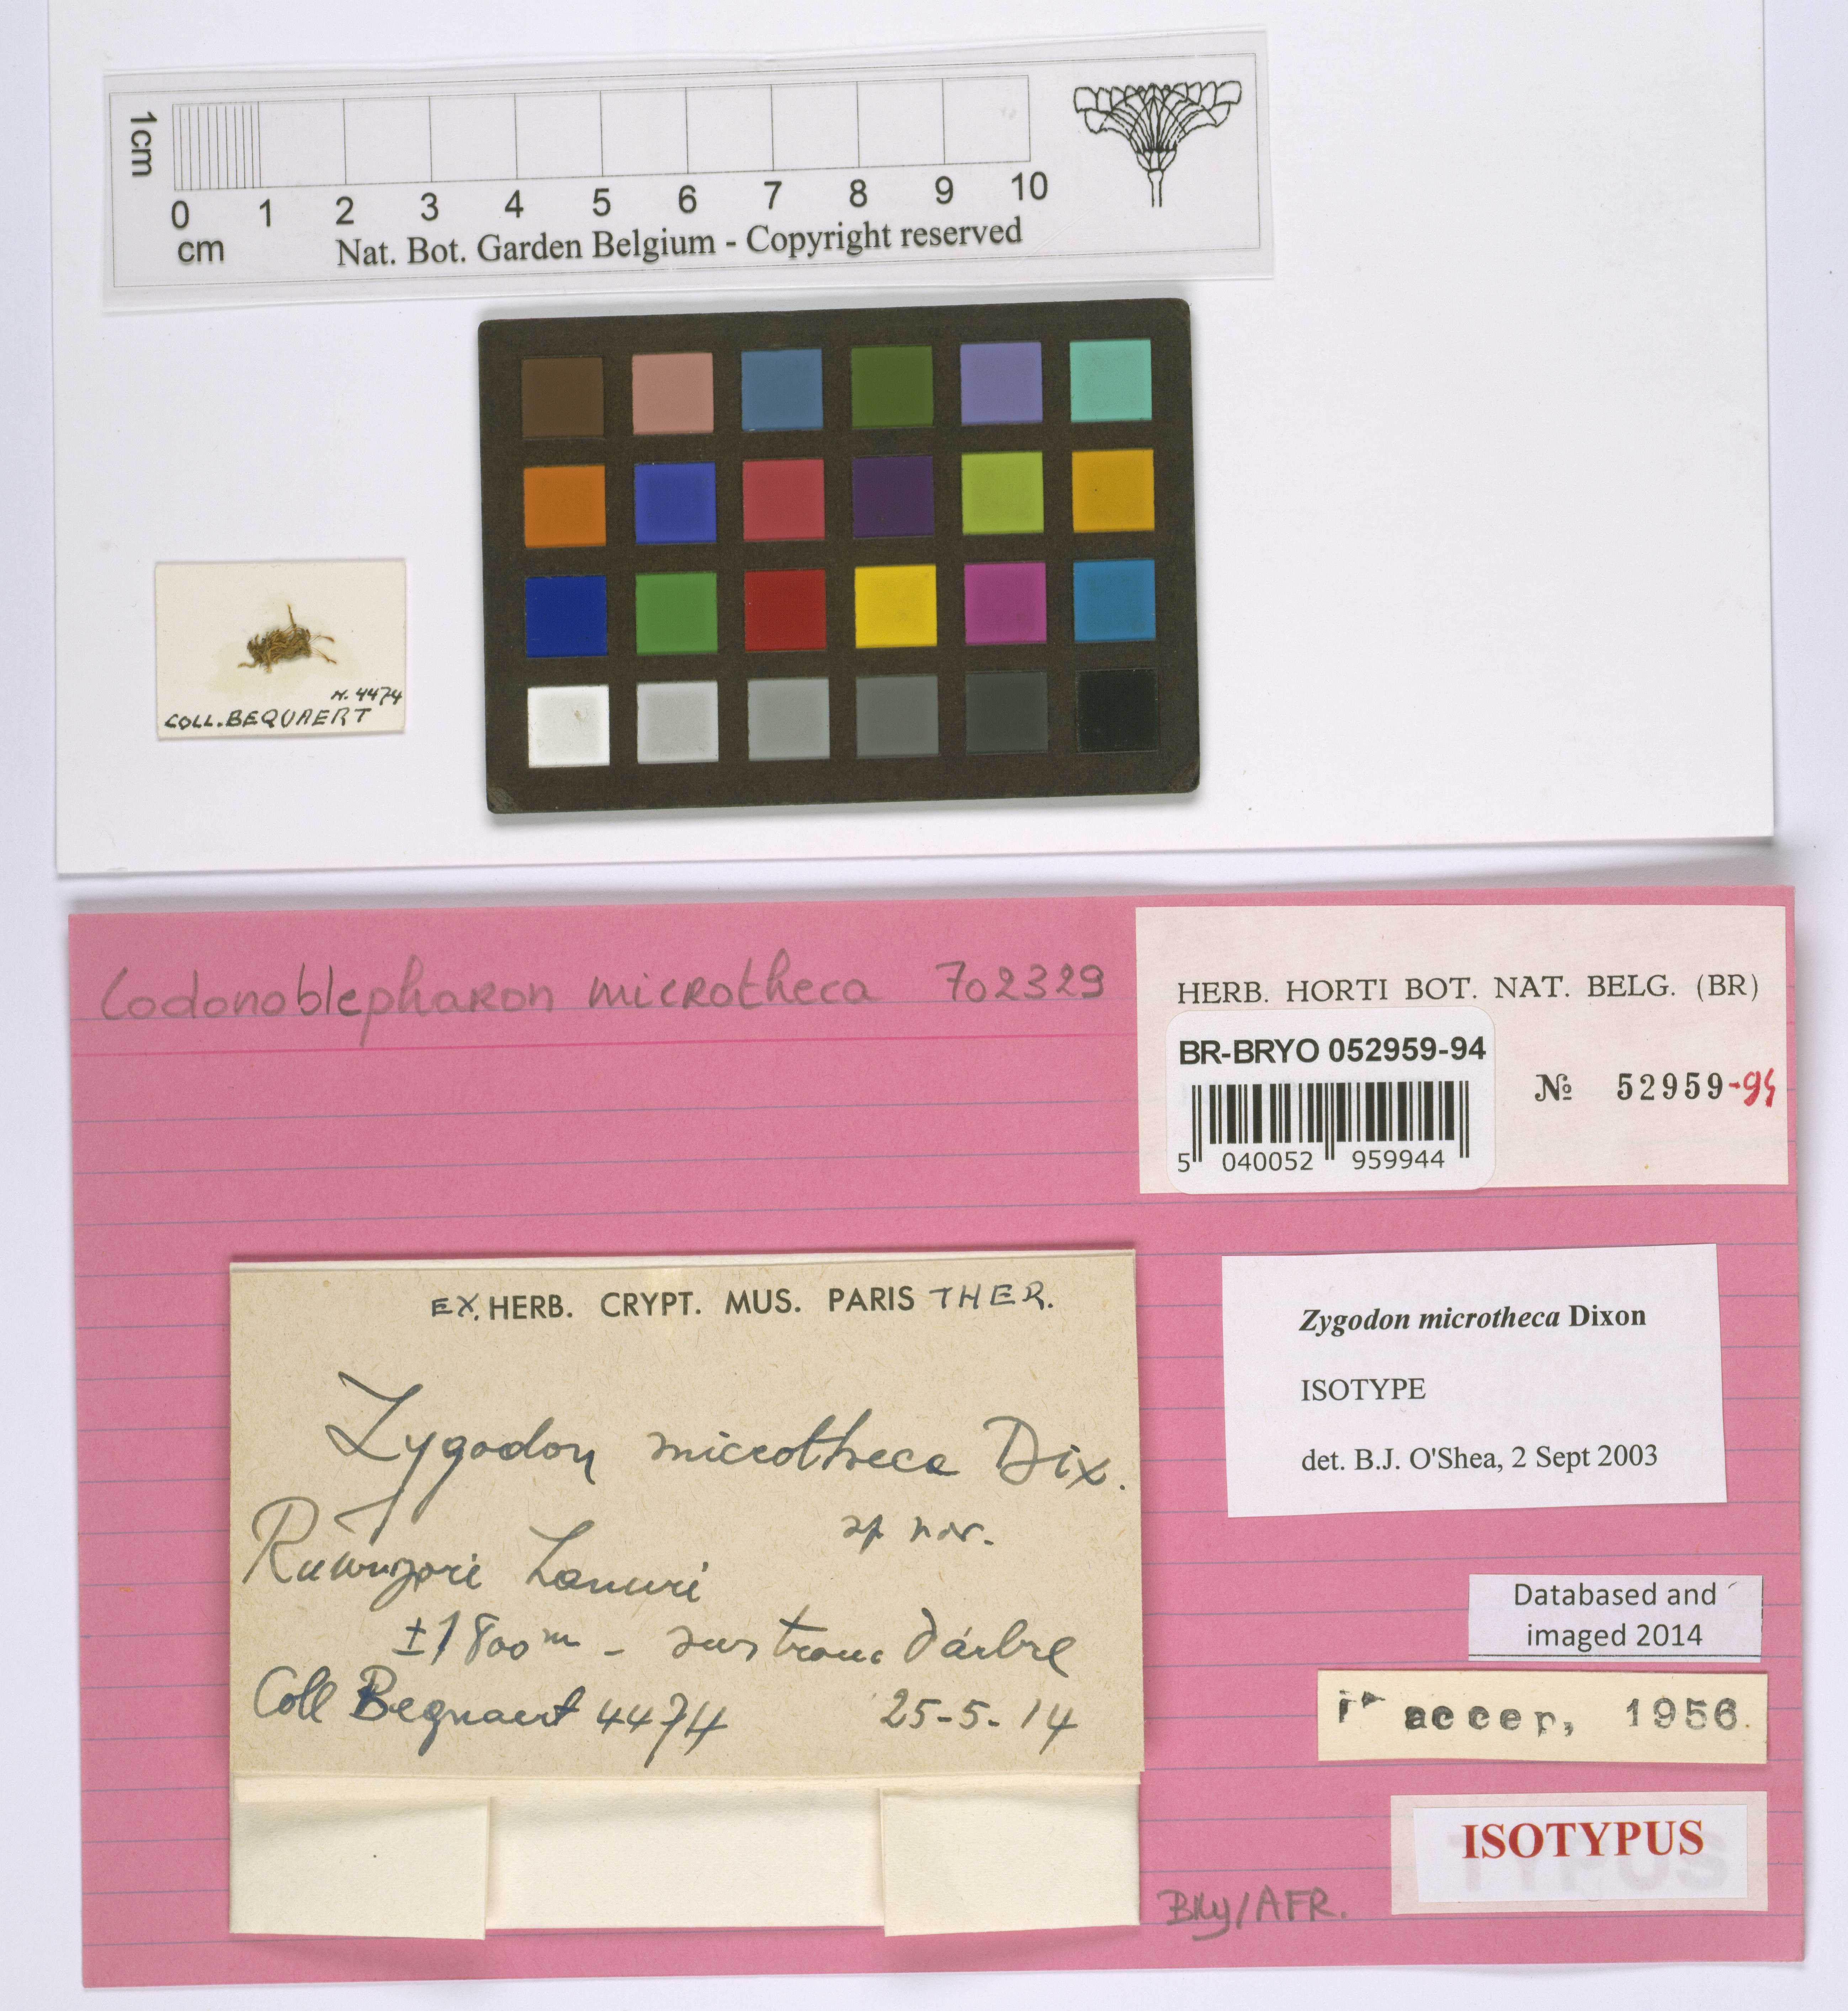 1cm
0 1 2 3 4 5 6 7 8 9 10
cm
Nat. Bot. Garden Belgium - Copyright reserved
N. 4474
COLL. BEQUAERT
Codonoblepharon microtheca 702329
HERB. HORTI BOT. NAT. BELG. (BR)
BR-BRYO 052959-94
№ 52959-94
5 040052 959944
EX. HERB. CRYPT. MUS. PARIS THER.
Zygodon microtheca Dix.
sp nov.
Ruwenzori Lanuri
±1800m - sur tronc d'arbre
Coll Bequaert 4474 25-5-14
Zygodon microtheca Dixon
ISOTYPE
det. B.J. O'Shea, 2 Sept 2003
Databased and
imaged 2014
accep, 1956.
ISOTYPUS
TYPUS
Bry/AFR.